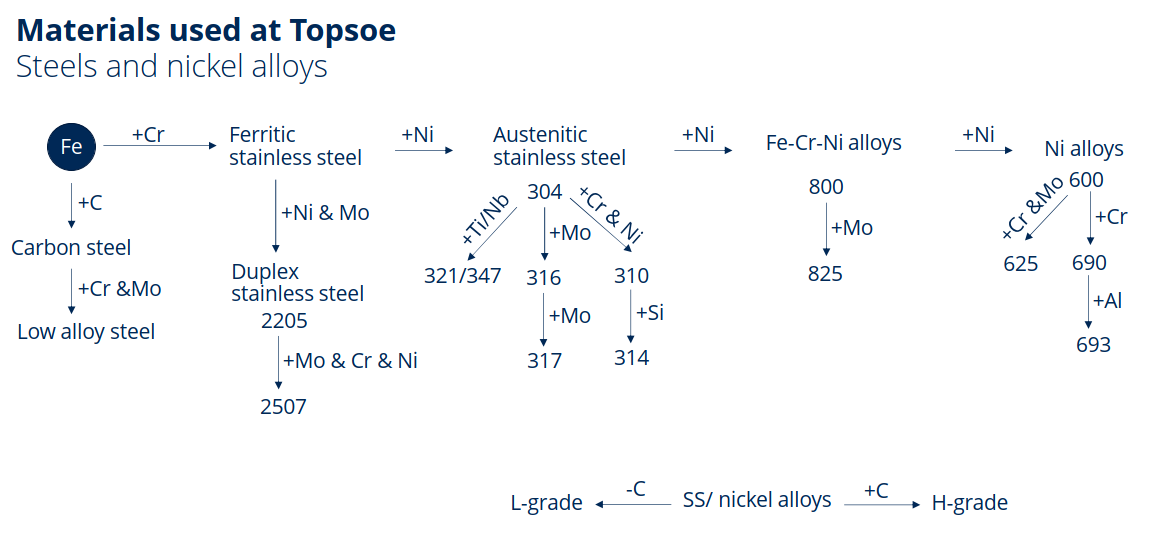 Materials used at Topsoe
Steels and nickel alloys
Fe
+Cr
Ferritic
stainless steel
+Ni
Austenitic
stainless steel
+Ni
Fe-Cr-Ni alloys
+Ni
Ni alloys
+C
Carbon steel
+Cr &Mo
Low alloy steel
+Ni & Mo
Duplex
stainless steel
2205
+Mo & Cr & Ni
2507
304
+Ti/Nb
+Mo
+Cr & Ni
321/347
316
310
+Mo
+Si
317
314
800
+Mo
825
600
+Cr &Mo
+Cr
625
690
+Al
693
L-grade
-C
SS/ nickel alloys
+C
H-grade